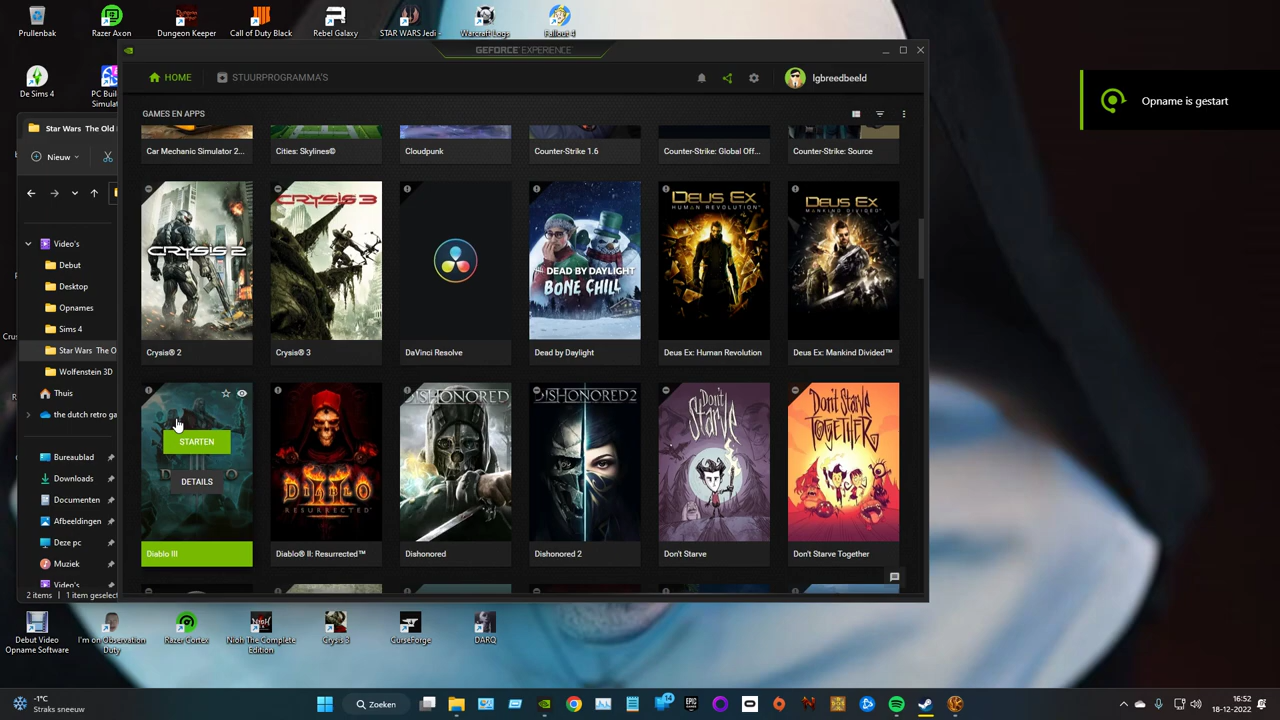 Prullenbak
Razer Axon
Dungeon Keeper
Call of Duty Black
Rebel Galaxy
STAR WARS Jedi -
Warcraft Logs
Fallout 4
De Sims 4
PC Build
Simulat
GEFORCE EXPERIENCE
HOME
STUURPROGRAMMA'S
lgbreedbeeld
Opname is gestart
GAMES EN APPS
Star Wars The Old
Nieuw
Car Mechanic Simulator 2...
Cities: Skylines©
Cloudpunk
Counter-Strike 1.6
Counter-Strike: Global Off...
Counter-Strike: Source
Video's
Debut
Desktop
Opnames
Sims 4
Star Wars The O
Wolfenstein 3D
Thuis
the dutch retro ga
Bureaublad
Downloads
Documenten
Afbeeldingen
Deze pc
Muziek
Video's
2 items
1 item geselect
CRYSIS 2
CRYSIS 3
DEAD BY DAYLIGHT
BONE CHILL
DEUS EX
HUMAN REVOLUTION
DEUS EX
MANKIND DIVIDED
Crysis® 2
Crysis® 3
DaVinci Resolve
Dead by Daylight
Deus Ex: Human Revolution
Deus Ex: Mankind Divided™
STARTEN
DETAILS
DIABLO
II
RESURRECTED
DISHONORED
DISHONORED 2
Don't
Starve
Don't
Starve
TOGETHER
Diablo III
Diablo® II: Resurrected™
Dishonored
Dishonored 2
Don't Starve
Don't Starve Together
Debut Video
Opname Software
I'm on Observation
Duty
Razer Cortex
Nioh The Complete
Edition
Crysis 3
CurseForge
DARQ
-1°C
Straks sneeuw
Zoeken
14
EPIC
16:52
18-12-2022